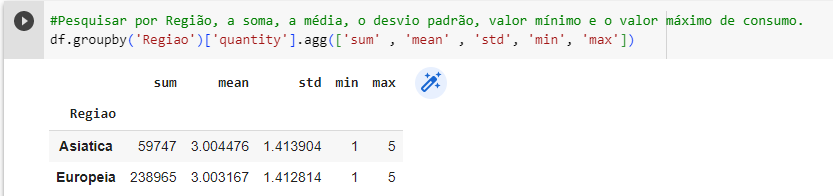 #Pesquisar por Região, a soma, a média, o desvio padrão, valor mínimo e o valor máximo de consumo.
df.groupby('Regiao')['quantity'].agg(['sum' , 'mean' , 'std', 'min', 'max'])
sum mean std min max
Regiao
Asiatica 59747 3.004476 1.413904 1 5
Europeia 238965 3.003167 1.412814 1 5